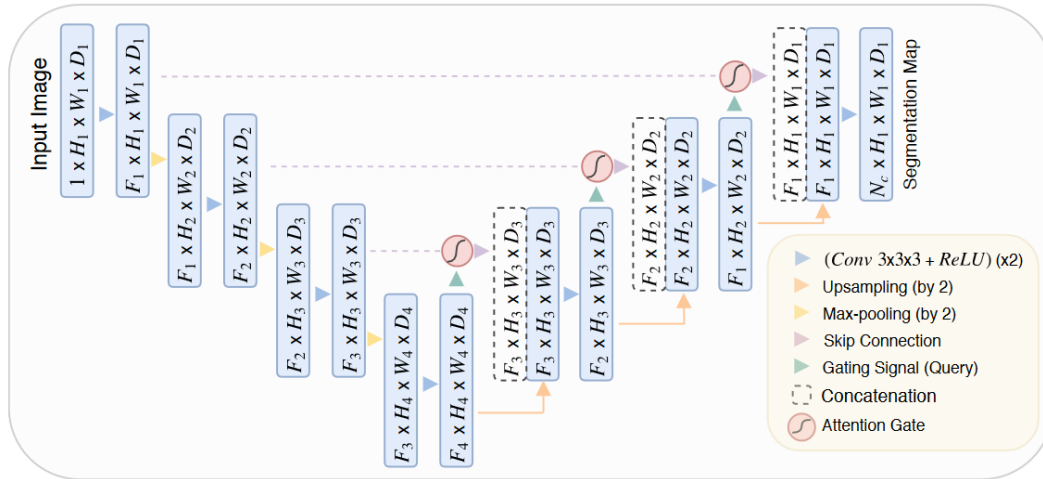 Input Image
1 x H₁ x W₁ x D₁
F₁ x H₁ x W₁ x D₁
F₁ x H₂ x W₂ x D₂
F₂ x H₂ x W₂ x D₂
F₂ x H₃ x W₃ x D₃
F₃ x H₃ x W₃ x D₃
F₃ x H₄ x W₄ x D₄
F₄ x H₄ x W₄ x D₄
F₃ x H₃ x W₃ x D₃
F₃ x H₃ x W₃ x D₃
F₂ x H₃ x W₃ x D₃
F₂ x H₂ x W₂ x D₂
F₂ x H₂ x W₂ x D₂
F₁ x H₂ x W₂ x D₂
F₁ x H₁ x W₁ x D₁
F₁ x H₁ x W₁ x D₁
N_c x H₁ x W₁ x D₁
Segmentation Map
(Conv 3x3x3 + ReLU) (x2)
Upsampling (by 2)
Max-pooling (by 2)
Skip Connection
Gating Signal (Query)
Concatenation
Attention Gate